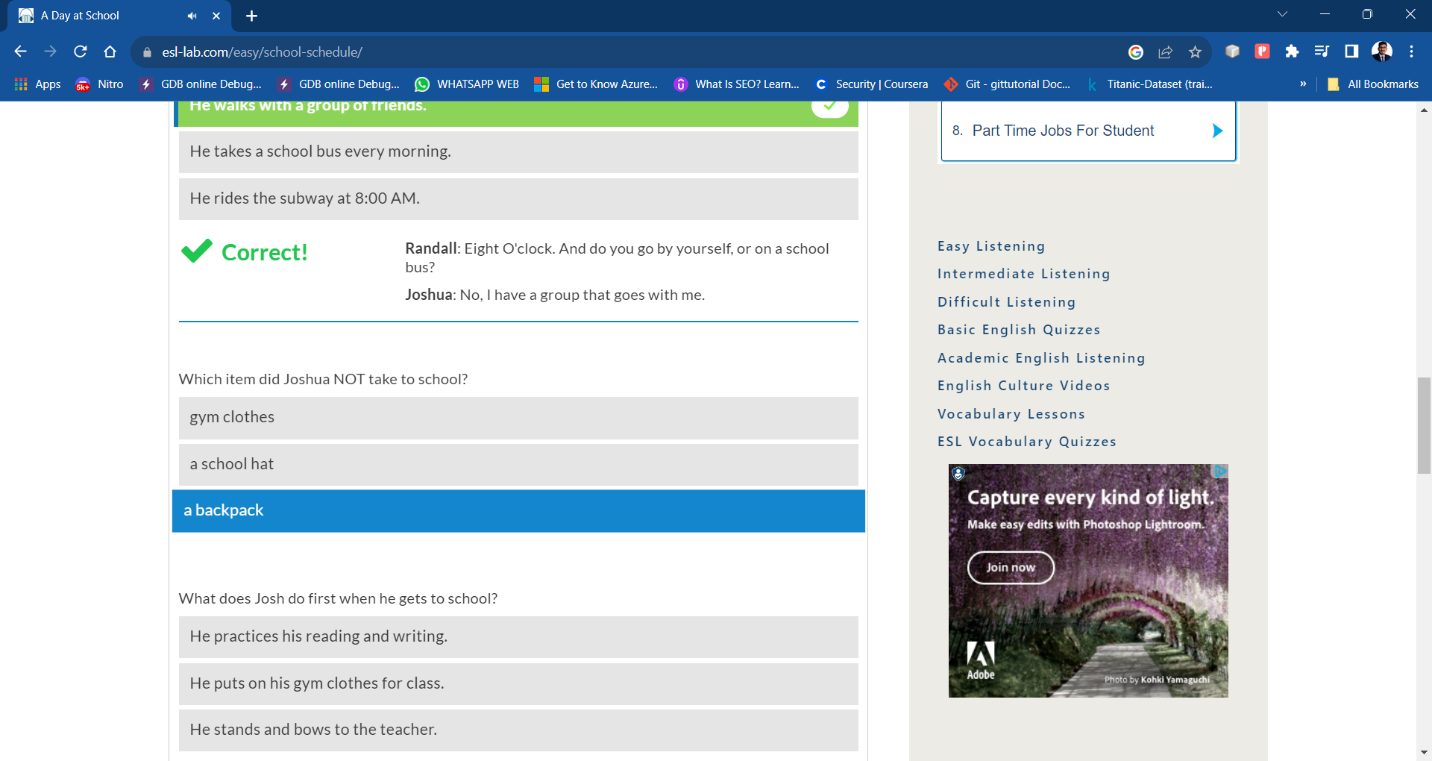 A Day at School
esl-lab.com/easy/school-schedule/
Apps
5k+
Nitro
GDB online Debug...
GDB online Debug...
WHATSAPP WEB
Get to Know Azure...
What Is SEO? Learn...
Security | Coursera
Git - gittutorial Doc...
Titanic-Dataset (trai...
»
All Bookmarks
He walks with a group of friends.
He takes a school bus every morning.
He rides the subway at 8:00 AM.
Correct!
Randall: Eight O'clock. And do you go by yourself, or on a school
bus?
Joshua: No, I have a group that goes with me.
Which item did Joshua NOT take to school?
gym clothes
a school hat
a backpack
What does Josh do first when he gets to school?
He practices his reading and writing.
He puts on his gym clothes for class.
He stands and bows to the teacher.
8. Part Time Jobs For Student
Easy Listening
Intermediate Listening
Difficult Listening
Basic English Quizzes
Academic English Listening
English Culture Videos
Vocabulary Lessons
ESL Vocabulary Quizzes
Capture every kind of light.
Make easy edits with Photoshop Lightroom.
Join now
Adobe
Photo by Kohki Yamaguchi